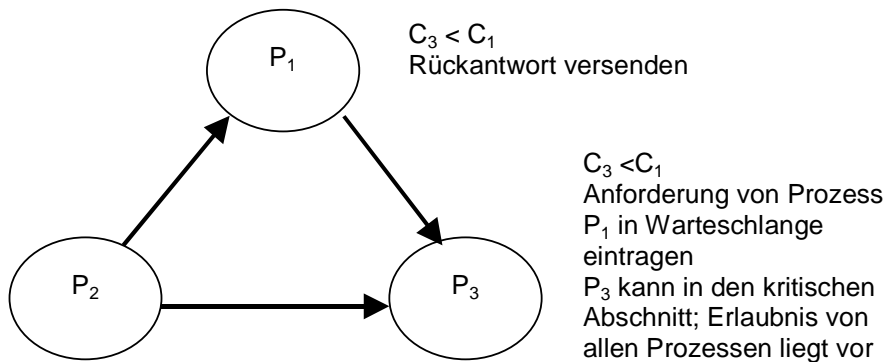 P₁
C₃ < C₁
Rückantwort versenden
C₃ <C₁
Anforderung von Prozess
P₁ in Warteschlange
eintragen
P₃ kann in den kritischen
Abschnitt; Erlaubnis von
allen Prozessen liegt vor
P₂
P₃